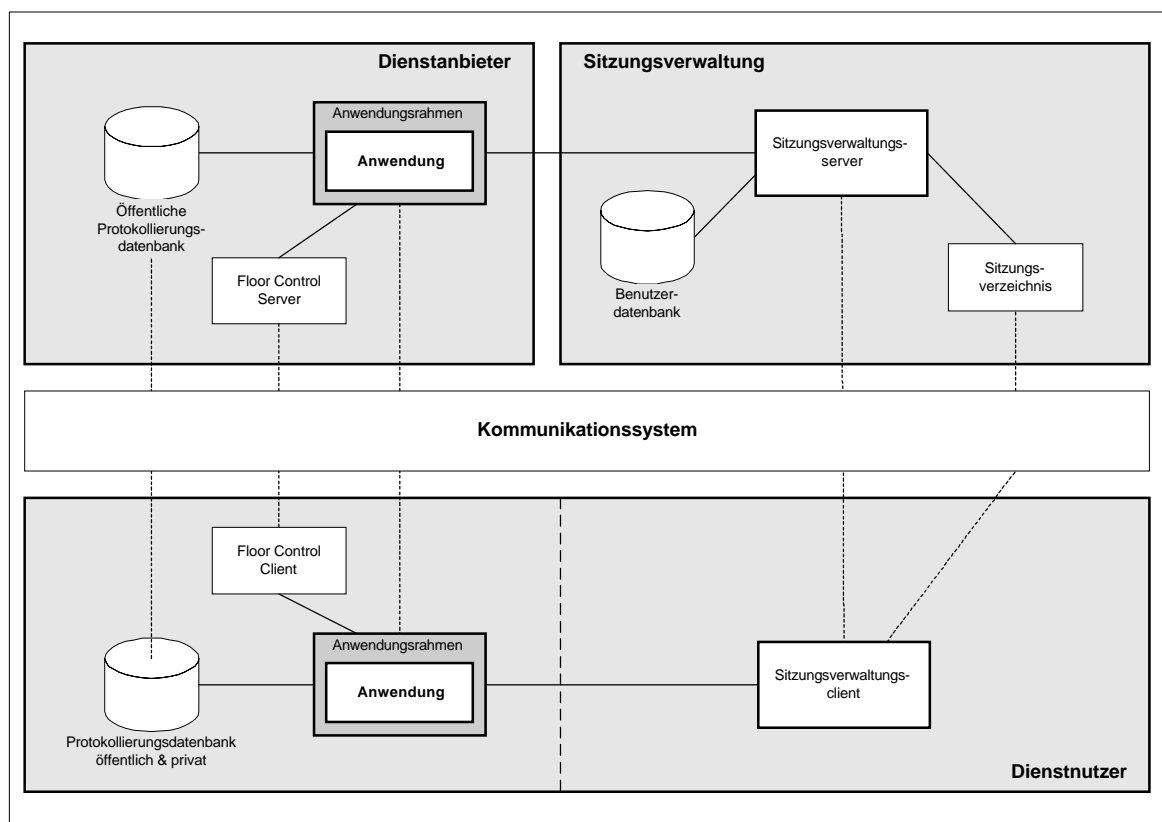 Dienstanbieter
Anwendungsrahmen
Anwendung
Öffentliche
Protokollierungs-
datenbank
Floor Control
Server
Sitzungsverwaltung
Sitzungsverwaltungs-
server
Benutzer-
datenbank
Sitzungs-
verzeichnis
Kommunikationssystem
Floor Control
Client
Anwendungsrahmen
Anwendung
Protokollierungsdatenbank
öffentlich & privat
Sitzungsverwaltungs-
client
Dienstnutzer